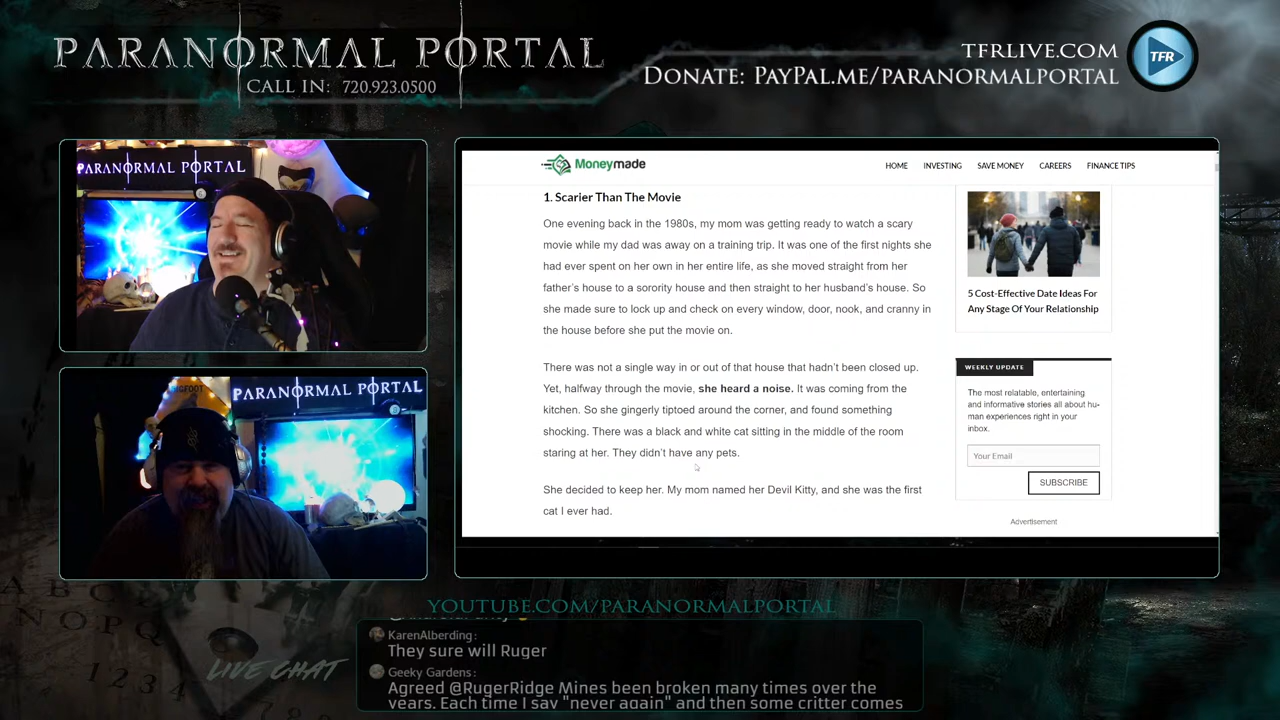 PARANORMAL PORTAL
CALL IN: 720.923.0500
TFRLIVE.COM
DONATE: PAYPAL.ME/PARANORMALPORTAL
TFR
PARANORMAL PORTAL
PARANORMAL PORTAL
Moneymade
HOME INVESTING SAVE MONEY CAREERS FINANCE TIPS
1. Scarier Than The Movie
One evening back in the 1980s, my mom was getting ready to watch a scary
movie while my dad was away on a training trip. It was one of the first nights she
had ever spent on her own in her entire life, as she moved straight from her
father's house to a sorority house and then straight to her husband's house. So
she made sure to lock up and check on every window, door, nook, and cranny in
the house before she put the movie on.
There was not a single way in or out of that house that hadn't been closed up.
Yet, halfway through the movie, she heard a noise. It was coming from the
kitchen. So she gingerly tiptoed around the corner, and found something
shocking. There was a black and white cat sitting in the middle of the room
staring at her. They didn't have any pets.
She decided to keep her. My mom named her Devil Kitty, and she was the first
cat I ever had.
5 Cost-Effective Date Ideas For
Any Stage Of Your Relationship
WEEKLY UPDATE
The most relatable, entertaining
and informative stories all about hu-
man experiences right in your
inbox.
Your Email
SUBSCRIBE
Advertisement
YOUTUBE.COM/PARANORMALPORTAL
LIVE CHAT
KarenAlberding:
They sure will Ruger
Geeky Gardens:
Agreed @RugerRidge Mines been broken many times over the
years. Each time I say "never again" and then some critter comes
A B C
N O P Q
1 2 3 4